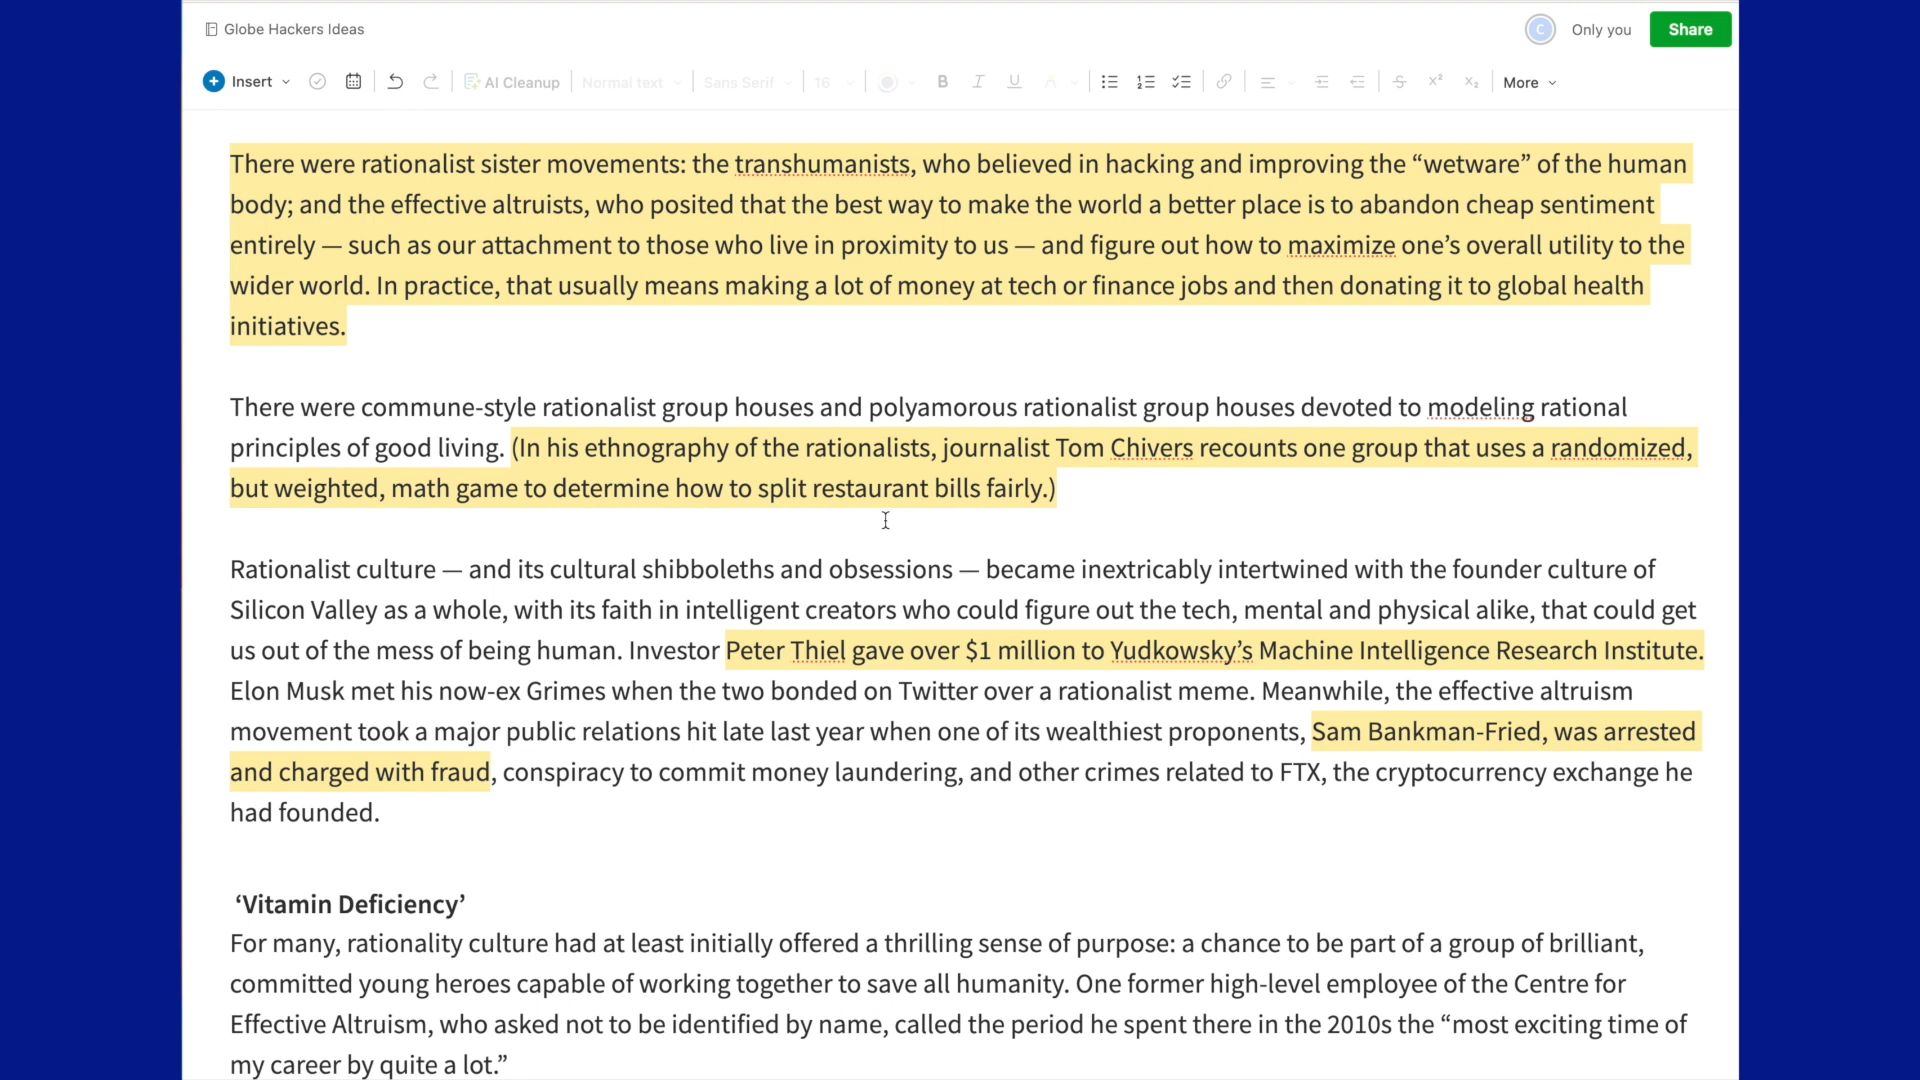 Globe Hackers Ideas
C
Only you
Share
Insert
AI Cleanup
Normal text
Sans Serif
16
B
I
U
A
More
There were rationalist sister movements: the transhumanists, who believed in hacking and improving the “wetware” of the human
body; and the effective altruists, who posited that the best way to make the world a better place is to abandon cheap sentiment
entirely — such as our attachment to those who live in proximity to us — and figure out how to maximize one’s overall utility to the
wider world. In practice, that usually means making a lot of money at tech or finance jobs and then donating it to global health
initiatives.
There were commune-style rationalist group houses and polyamorous rationalist group houses devoted to modeling rational
principles of good living. (In his ethnography of the rationalists, journalist Tom Chivers recounts one group that uses a randomized,
but weighted, math game to determine how to split restaurant bills fairly.)
Rationalist culture — and its cultural shibboleths and obsessions — became inextricably intertwined with the founder culture of
Silicon Valley as a whole, with its faith in intelligent creators who could figure out the tech, mental and physical alike, that could get
us out of the mess of being human. Investor Peter Thiel gave over $1 million to Yudkowsky’s Machine Intelligence Research Institute.
Elon Musk met his now-ex Grimes when the two bonded on Twitter over a rationalist meme. Meanwhile, the effective altruism
movement took a major public relations hit late last year when one of its wealthiest proponents, Sam Bankman-Fried, was arrested
and charged with fraud, conspiracy to commit money laundering, and other crimes related to FTX, the cryptocurrency exchange he
had founded.
‘Vitamin Deficiency’
For many, rationality culture had at least initially offered a thrilling sense of purpose: a chance to be part of a group of brilliant,
committed young heroes capable of working together to save all humanity. One former high-level employee of the Centre for
Effective Altruism, who asked not to be identified by name, called the period he spent there in the 2010s the “most exciting time of
my career by quite a lot.”